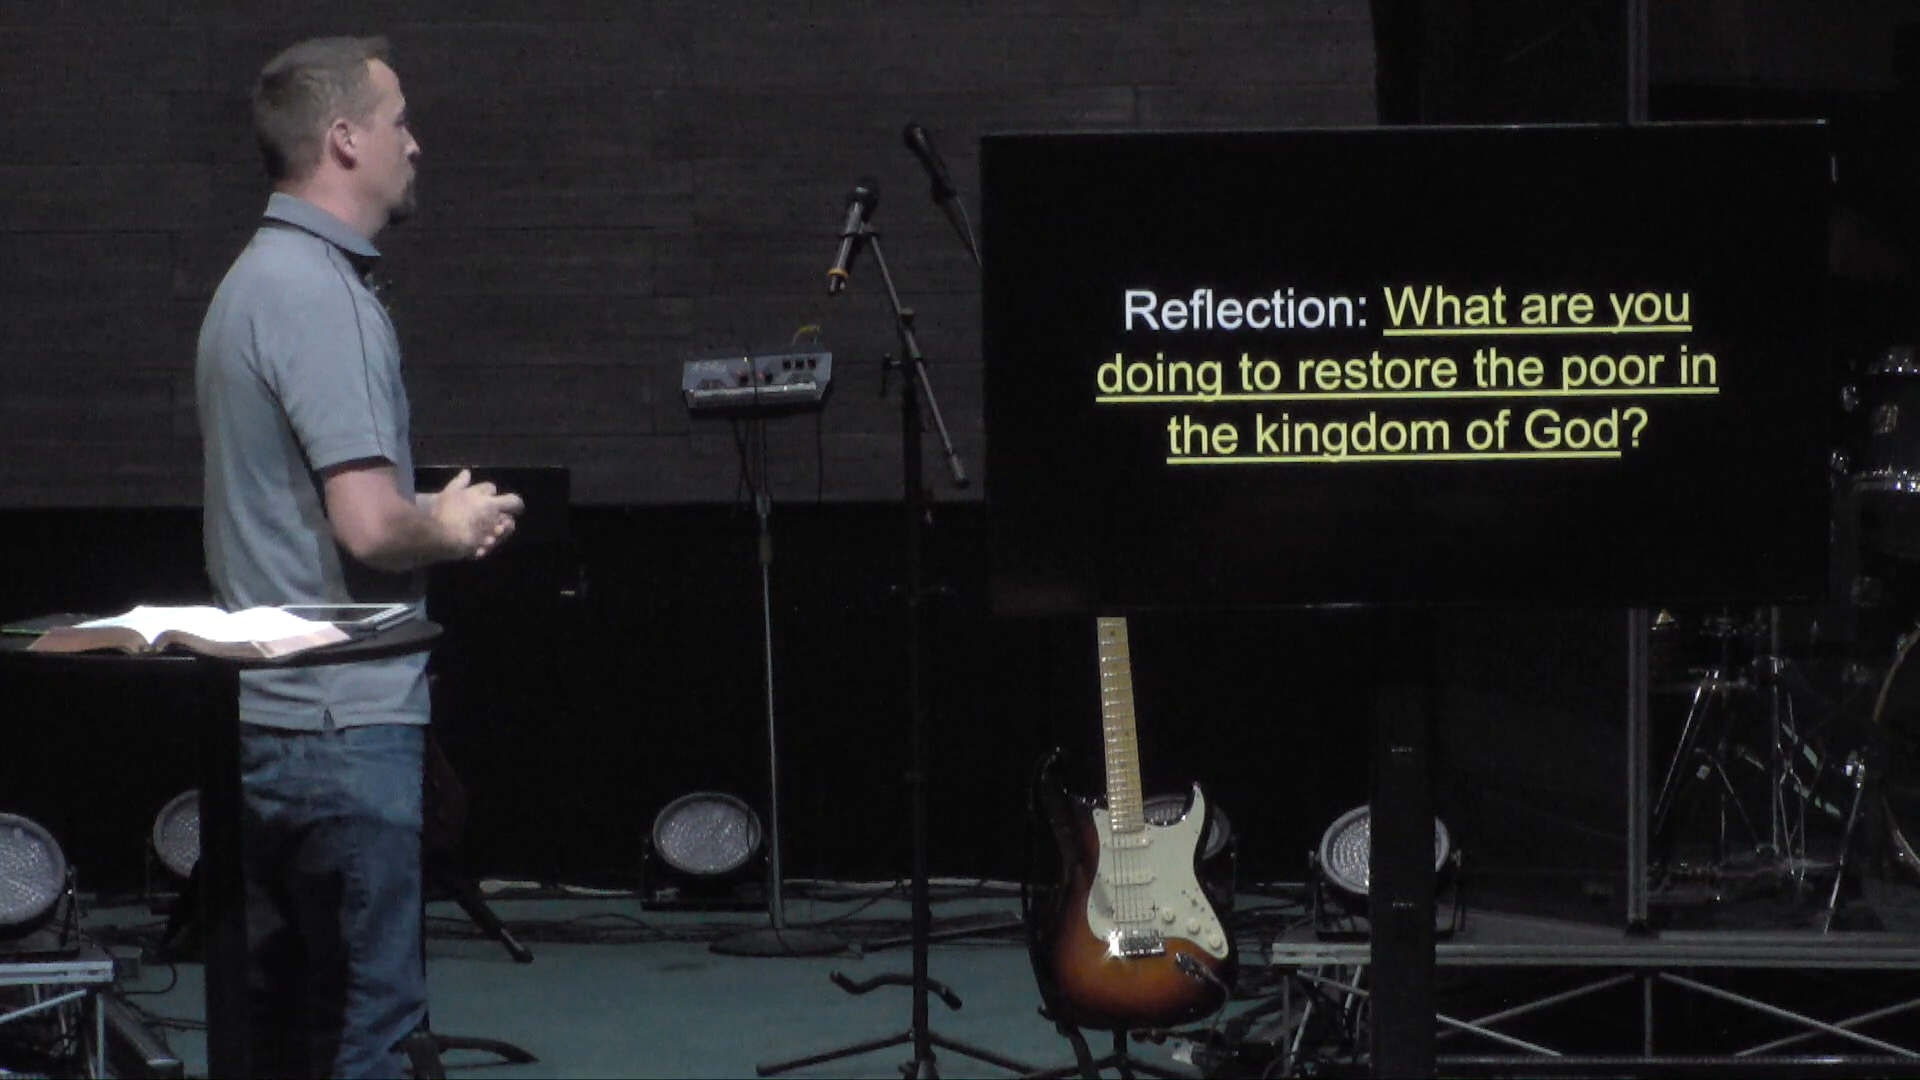 Reflection: What are you
doing to restore the poor in
the kingdom of God?